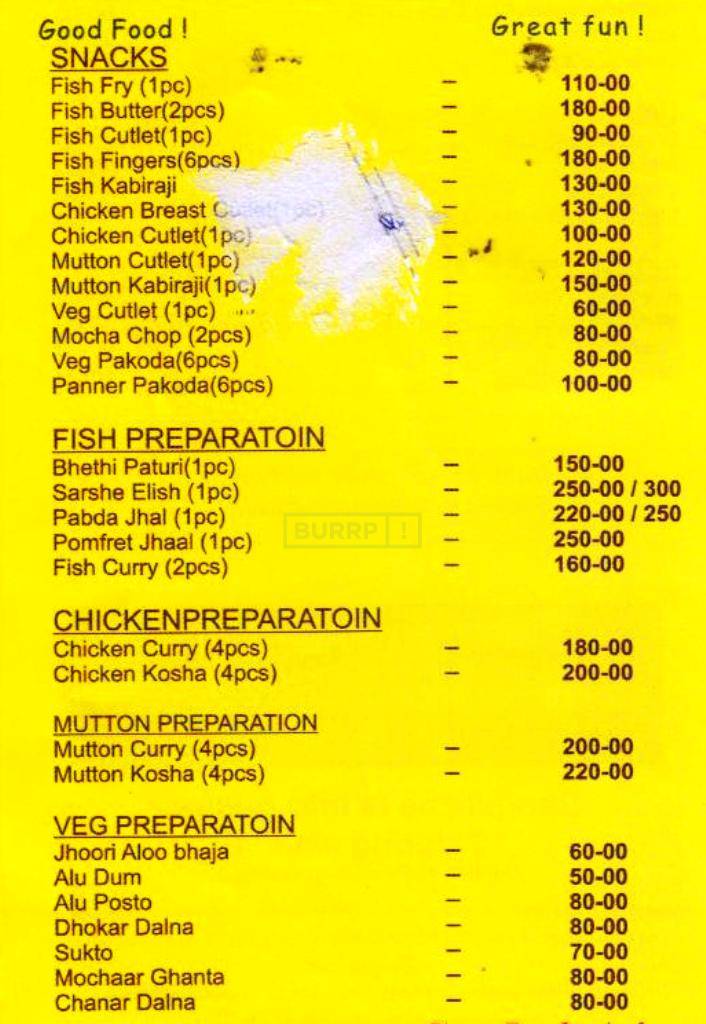 Good Food ! Great fun !
SNACKS
Fish Fry (1pc) – 110-00
Fish Butter(2pcs) – 180-00
Fish Cutlet(1pc) – 90-00
Fish Fingers(6pcs) – 180-00
Fish Kabiraji – 130-00
Chicken Breast – 130-00
Chicken Cutlet(1pc) – 100-00
Mutton Cutlet(1pc) – 120-00
Mutton Kabiraji(1pc) – 150-00
Veg Cutlet (1pc) – 60-00
Mocha Chop (2pcs) – 80-00
Veg Pakoda(6pcs) – 80-00
Panner Pakoda(6pcs) – 100-00
FISH PREPARATOIN
Bhethi Paturi(1pc) – 150-00
Sarshe Elish (1pc) – 250-00 / 300
Pabda Jhal (1pc) – 220-00 / 250
BURRP !
Pomfret Jhaal (1pc) – 250-00
Fish Curry (2pcs) – 160-00
CHICKENPREPARATOIN
Chicken Curry (4pcs) – 180-00
Chicken Kosha (4pcs) – 200-00
MUTTON PREPARATION
Mutton Curry (4pcs) – 200-00
Mutton Kosha (4pcs) – 220-00
VEG PREPARATOIN
Jhoori Aloo bhaja – 60-00
Alu Dum – 50-00
Alu Posto – 80-00
Dhokar Dalna – 80-00
Sukto – 70-00
Mochaar Ghanta – 80-00
Chanar Dalna – 80-00